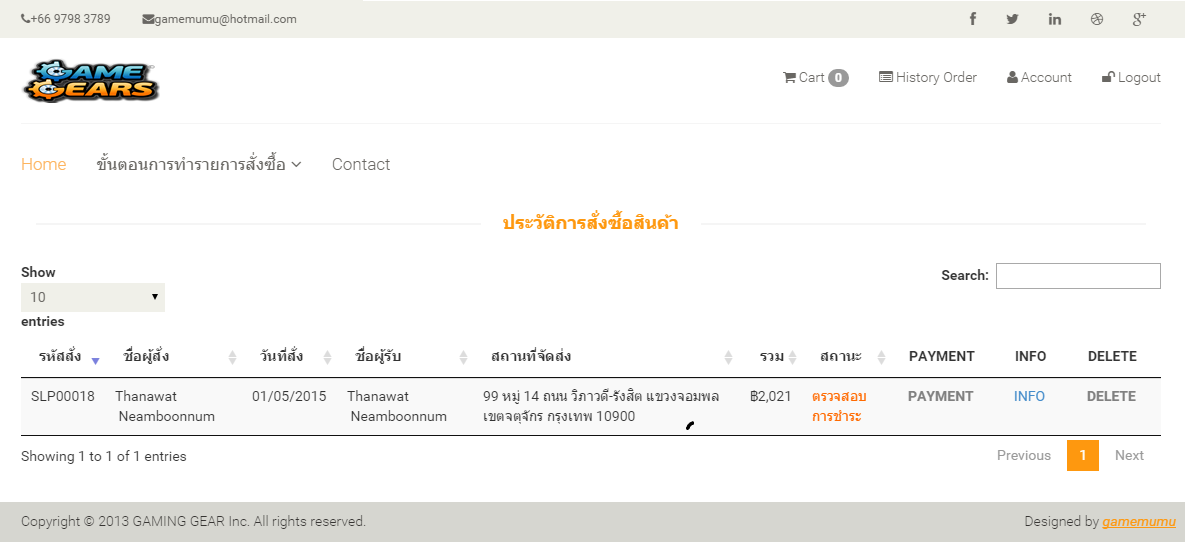 +66 9798 3789 gamemumu@hotmail.com
GAME GEARS
Cart 0 History Order Account Logout
Home ขั้นตอนการทำรายการสั่งซื้อ Contact
ประวัติการสั่งซื้อสินค้า
Show
10
entries
Search:
รหัสสั่ง ชื่อผู้สั่ง วันที่สั่ง ชื่อผู้รับ สถานที่จัดส่ง รวม สถานะ PAYMENT INFO DELETE
SLP00018 Thanawat 01/05/2015 Thanawat 99 หมู่ 14 ถนน วิภาวดี-รังสิต แขวงจอมพล ฿2,021 ตรวจสอบ PAYMENT INFO DELETE
Neamboonnum Neamboonnum เขตจตุจักร กรุงเทพ 10900 การชำระ
Showing 1 to 1 of 1 entries
Previous 1 Next
Copyright © 2013 GAMING GEAR Inc. All rights reserved. Designed by gamemumu